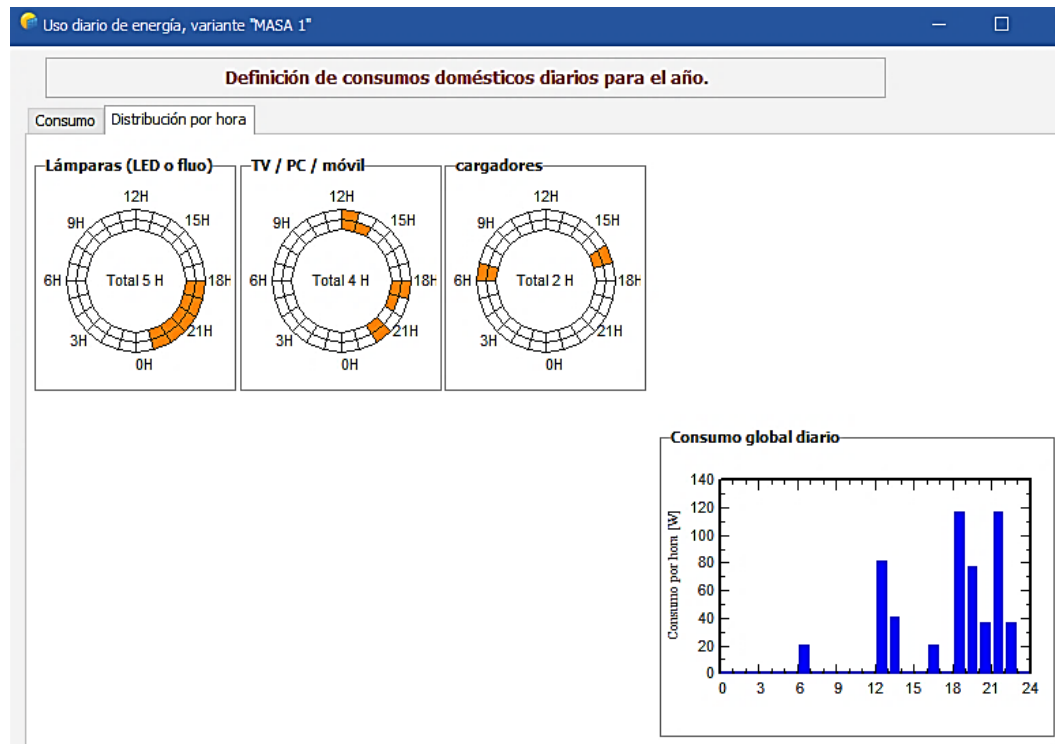 Uso diario de energía, variante "MASA 1"
Definición de consumos domésticos diarios para el año.
Consumo
Distribución por hora
Lámparas (LED o fluo)
12H
9H
15H
6H
Total 5 H
18H
3H
21H
0H
TV / PC / móvil
12H
9H
15H
6H
Total 4 H
18H
3H
21H
0H
cargadores
12H
9H
15H
6H
Total 2 H
18H
3H
21H
0H
Consumo global diario
Consumo por hora [W]
140
120
100
80
60
40
20
0
0 3 6 9 12 15 18 21 24